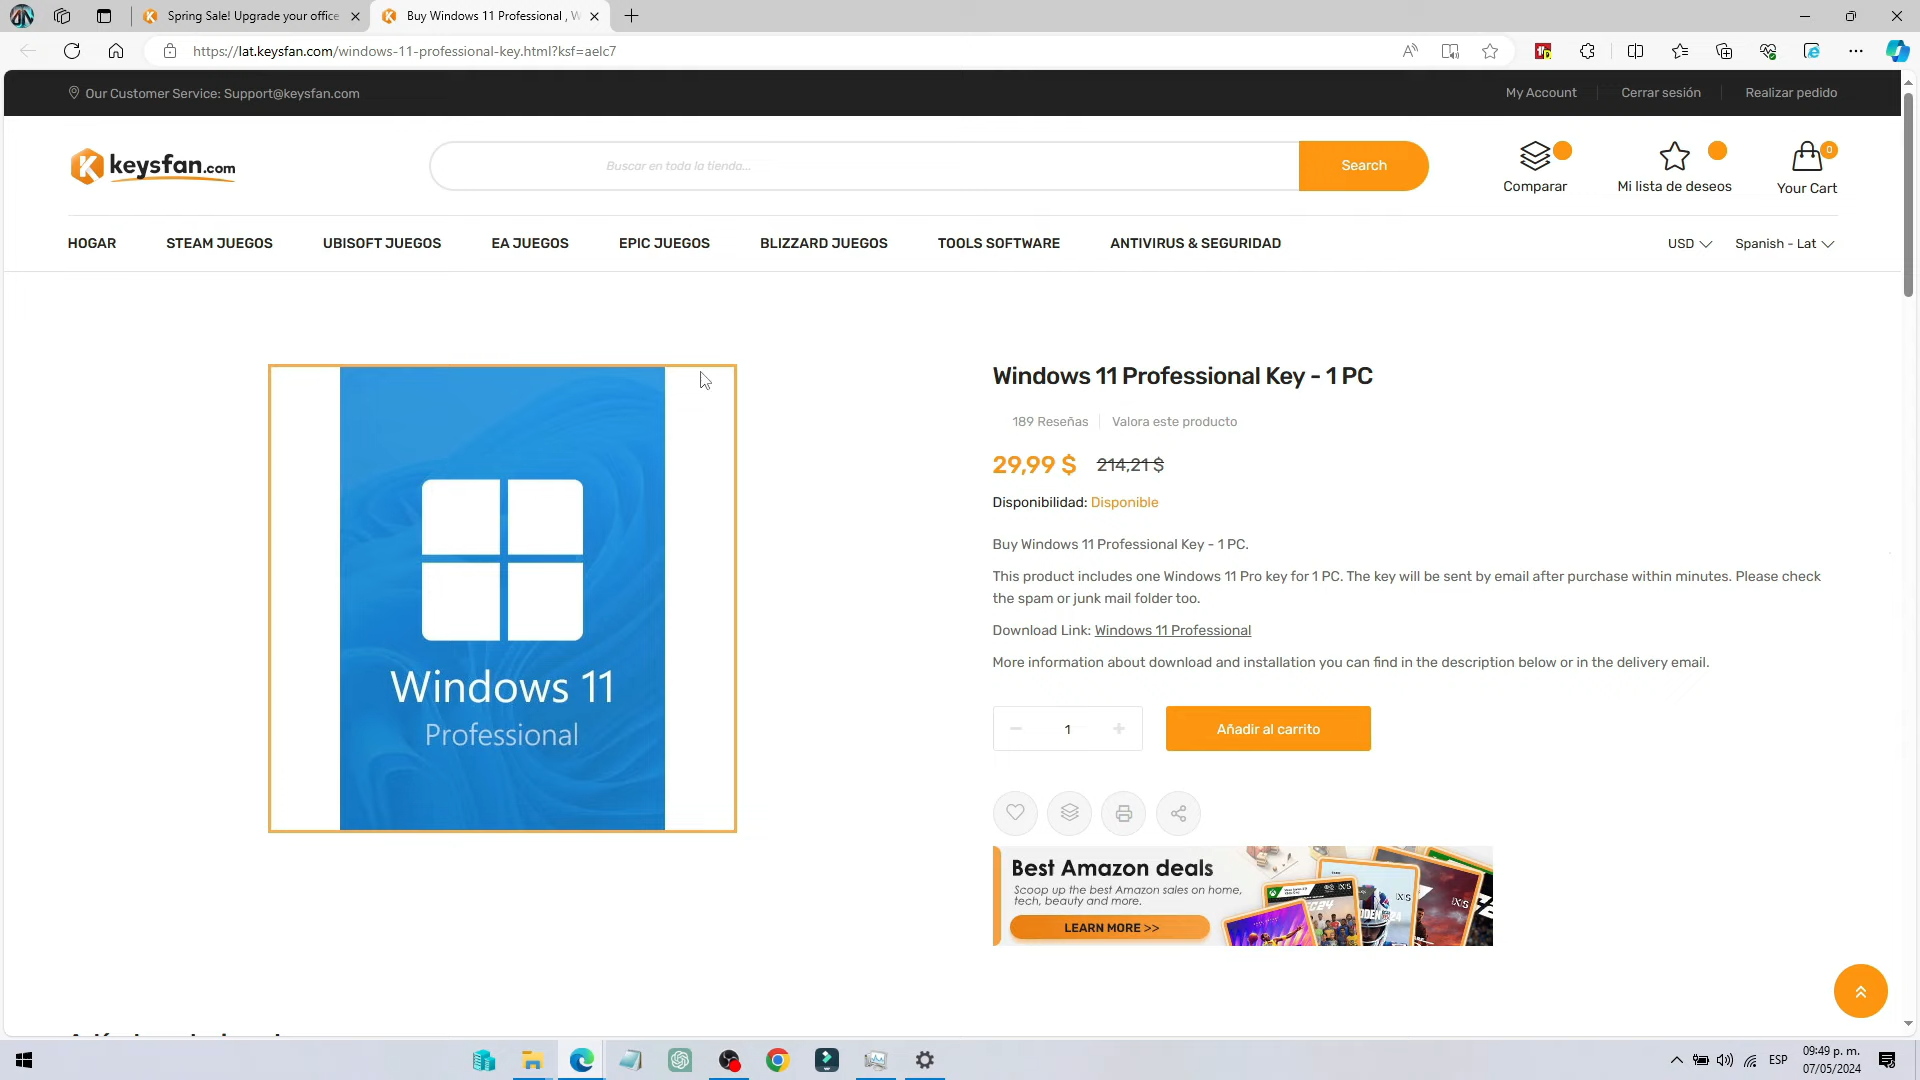 Spring Sale! Upgrade your office
Buy Windows 11 Professional , W
https://lat.keysfan.com/windows-11-professional-key.html?ksf=aelc7
Our Customer Service: Support@keysfan.com
My Account
Cerrar sesión
Realizar pedido
keysfan.com
Buscar en toda la tienda...
Search
Comparar
Mi lista de deseos
0
Your Cart
HOGAR
STEAM JUEGOS
UBISOFT JUEGOS
EA JUEGOS
EPIC JUEGOS
BLIZZARD JUEGOS
TOOLS SOFTWARE
ANTIVIRUS & SEGURIDAD
USD
Spanish - Lat
Windows 11
Professional
Windows 11 Professional Key - 1 PC
189 Reseñas
Valora este producto
29,99 $ 214,21 $
Disponibilidad: Disponible
Buy Windows 11 Professional Key - 1 PC.
This product includes one Windows 11 Pro key for 1 PC. The key will be sent by email after purchase within minutes. Please check
the spam or junk mail folder too.
Download Link: Windows 11 Professional
More information about download and installation you can find in the description below or in the delivery email.
1
Añadir al carrito
Best Amazon deals
Scoop up the best Amazon sales on home,
tech, beauty and more.
LEARN MORE >>
ESP
09:49 p. m.
07/05/2024